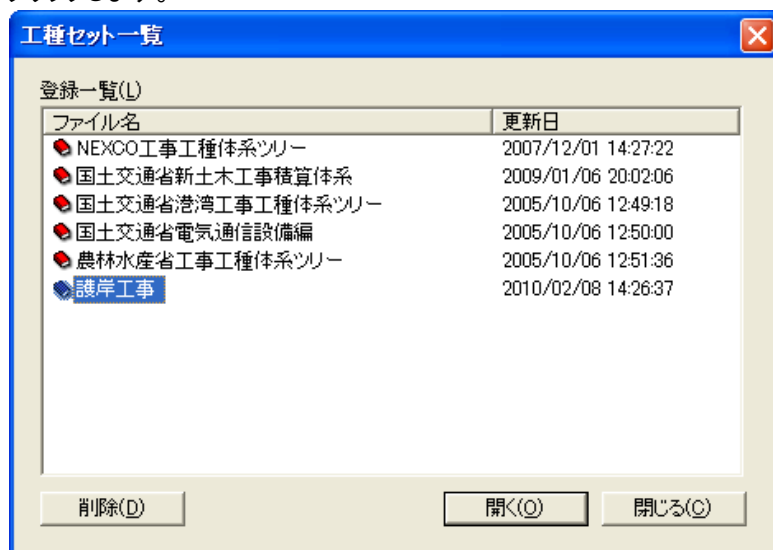 クリックします。
工種セット一覧
登録一覧(L)
ファイル名 更新日
NEXCO工事工種体系ツリー 2007/12/01 14:27:22
国土交通省新土木工事積算体系 2009/01/06 20:02:06
国土交通省港湾工事工種体系ツリー 2005/10/06 12:49:18
国土交通省電気通信設備編 2005/10/06 12:50:00
農林水産省工事工種体系ツリー 2005/10/06 12:51:36
護岸工事 2010/02/08 14:26:37
削除(D) 開く(O) 閉じる(C)